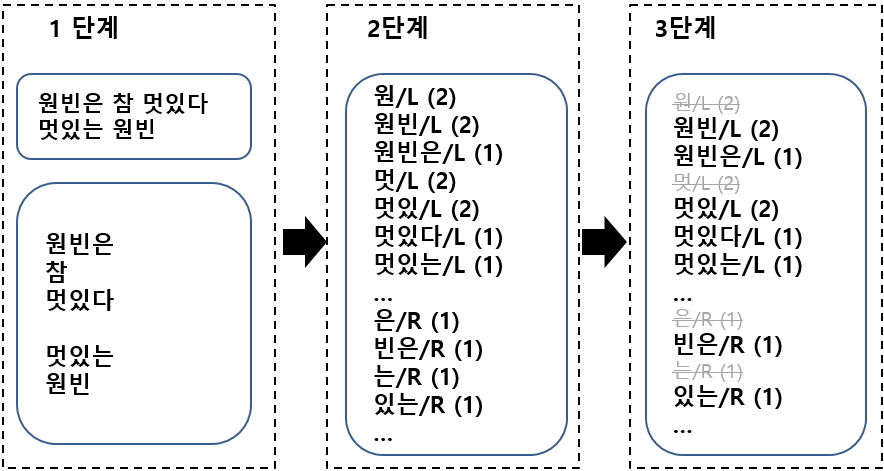 1 단계
원빈은 참 멋있다
멋있는 원빈
원빈은
참
멋있다
멋있는
원빈
2단계
원/L (2)
원빈/L (2)
원빈은/L (1)
멋/L (2)
멋있/L (2)
멋있다/L (1)
멋있는/L (1)
...
은/R (1)
빈은/R (1)
는/R (1)
있는/R (1)
...
3단계
원/L (2)
원빈/L (2)
원빈은/L (1)
멋/L (2)
멋있/L (2)
멋있다/L (1)
멋있는/L (1)
...
은/R (1)
빈은/R (1)
는/R (1)
있는/R (1)
...